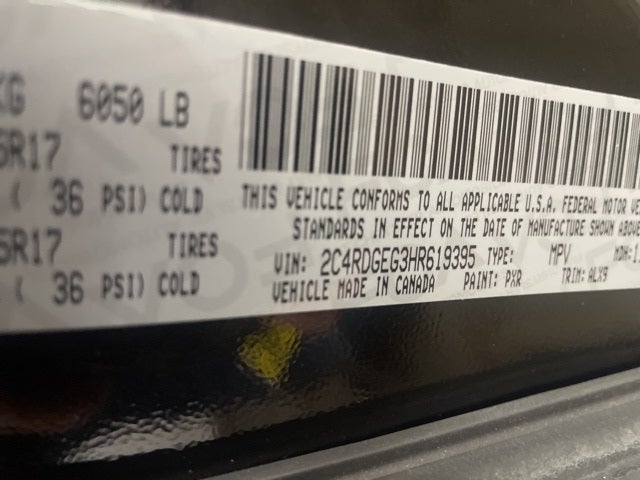 KG 6050 LB
5R17 TIRES
( 36 PSI) COLD
5R17 TIRES
( 36 PSI) COLD
THIS VEHICLE CONFORMS TO ALL APPLICABLE U.S.A. FEDERAL MOTOR VE
STANDARDS IN EFFECT ON THE DATE OF MANUFACTURE SHOWN ABOVE
VIN: 2C4RDGEG3HR619395 TYPE: MPV MDH:1
VEHICLE MADE IN CANADA PAINT: PXR TRIM: ALX9